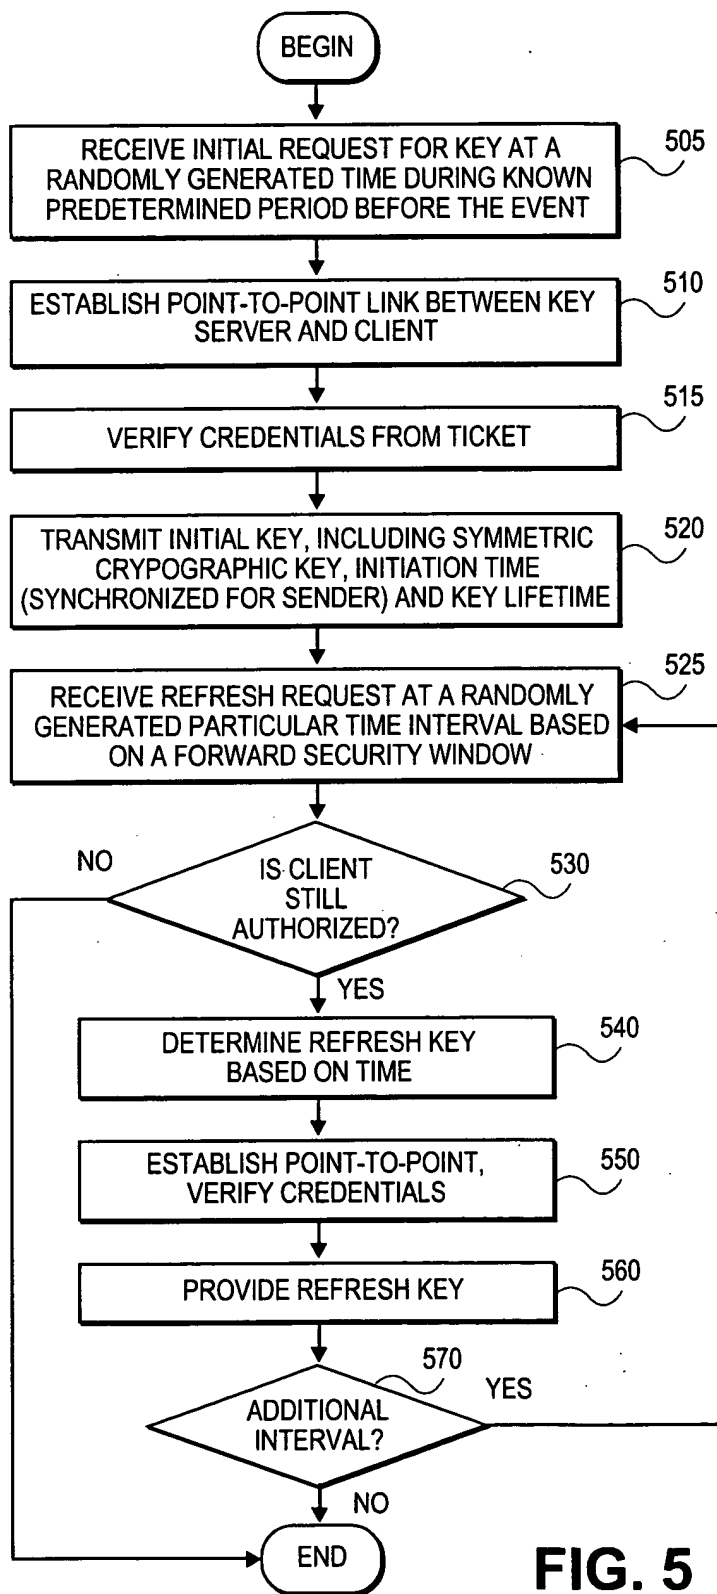 BEGIN
RECEIVE INITIAL REQUEST FOR KEY AT A
RANDOMLY GENERATED TIME DURING KNOWN
PREDETERMINED PERIOD BEFORE THE EVENT
505
ESTABLISH POINT-TO-POINT LINK BETWEEN KEY
SERVER AND CLIENT
510
VERIFY CREDENTIALS FROM TICKET
515
TRANSMIT INITIAL KEY, INCLUDING SYMMETRIC
CRYPOGRAPHIC KEY, INITIATION TIME
(SYNCHRONIZED FOR SENDER) AND KEY LIFETIME
520
RECEIVE REFRESH REQUEST AT A RANDOMLY
GENERATED PARTICULAR TIME INTERVAL BASED
ON A FORWARD SECURITY WINDOW
525
NO
IS CLIENT
STILL
AUTHORIZED?
530
YES
DETERMINE REFRESH KEY
BASED ON TIME
540
ESTABLISH POINT-TO-POINT,
VERIFY CREDENTIALS
550
PROVIDE REFRESH KEY
560
570
ADDITIONAL
INTERVAL?
YES
NO
END
FIG. 5